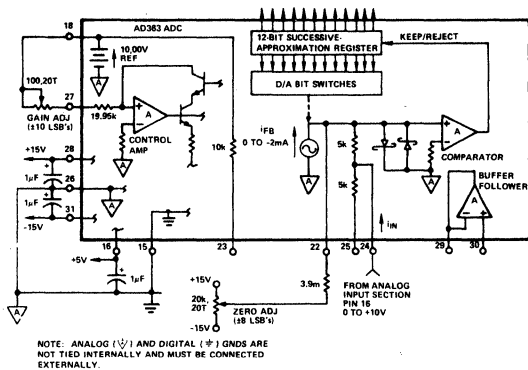 18
AD363 ADC
10,00V
REF
12-BIT SUCCESSIVE-
APPROXIMATION REGISTER
KEEP/REJECT
D/A BIT SWITCHES
100,20T
27
GAIN ADJ
(±10 LSB's)
19.95k
A
CONTROL
AMP
10k
iFB
0 TO -2mA
5k
5k
A
COMPARATOR
BUFFER
FOLLOWER
A
+15V
28
1μF
26
1μF
31
-15V
A
A
A
A
A
A
iIN
16
15
23
22
25
24
29
30
+5V
1μF
+15V
20k,
20T
-15V
ZERO ADJ
(±8 LSB's)
3.9m
FROM ANALOG
INPUT SECTION
PIN 16
0 TO +10V
NOTE: ANALOG (A) AND DIGITAL (⏚) GNDS ARE
NOT TIED INTERNALLY AND MUST BE CONNECTED
EXTERNALLY.